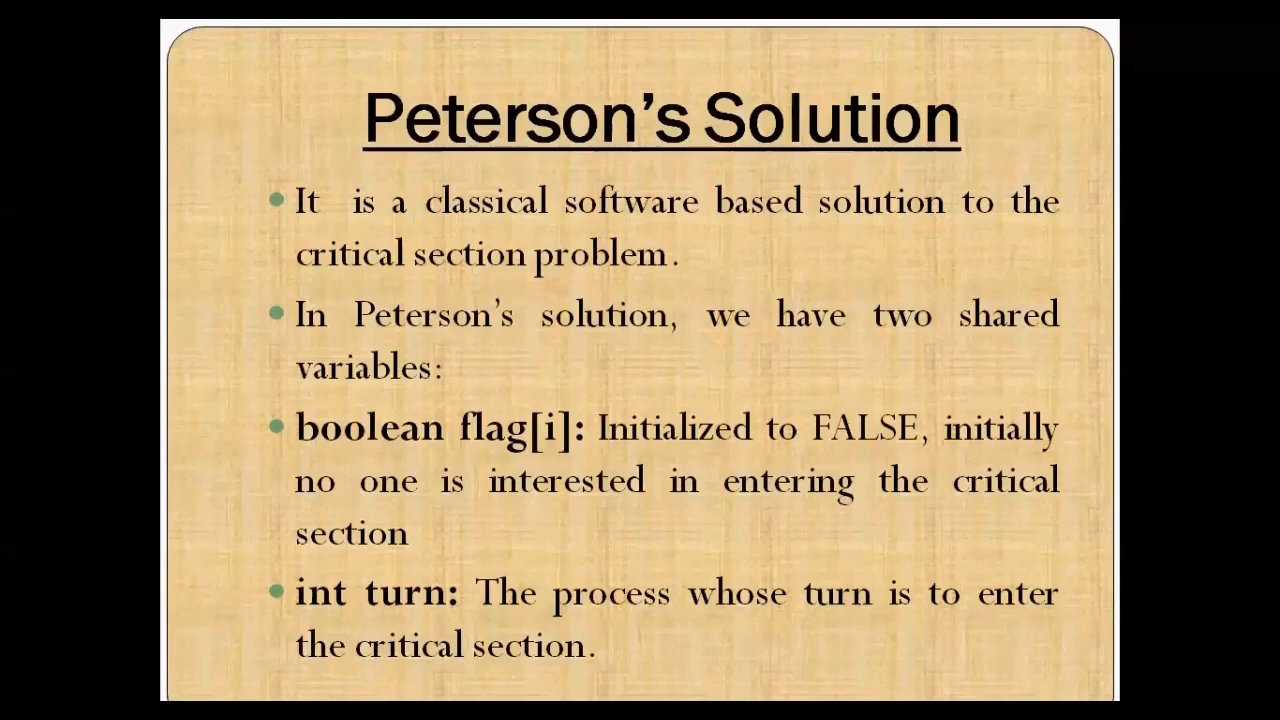 Peterson’s Solution
• It is a classical software based solution to the
critical section problem.
• In Peterson’s solution, we have two shared
variables:
• boolean flag[i]: Initialized to FALSE, initially
no one is interested in entering the critical
section
• int turn: The process whose turn is to enter
the critical section.